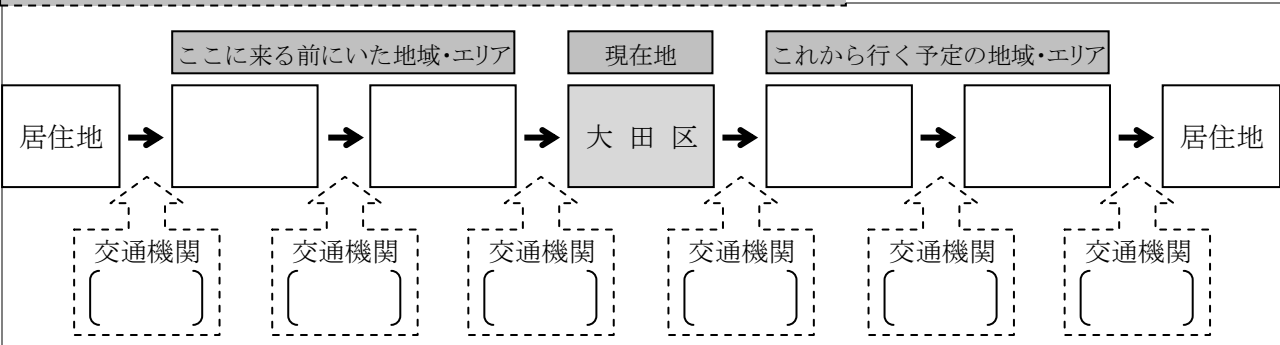 ここに来る前にいた地域・エリア 現在地 これから行く予定の地域・エリア
居住地 大田区 居住地
交通機関 交通機関 交通機関 交通機関 交通機関 交通機関